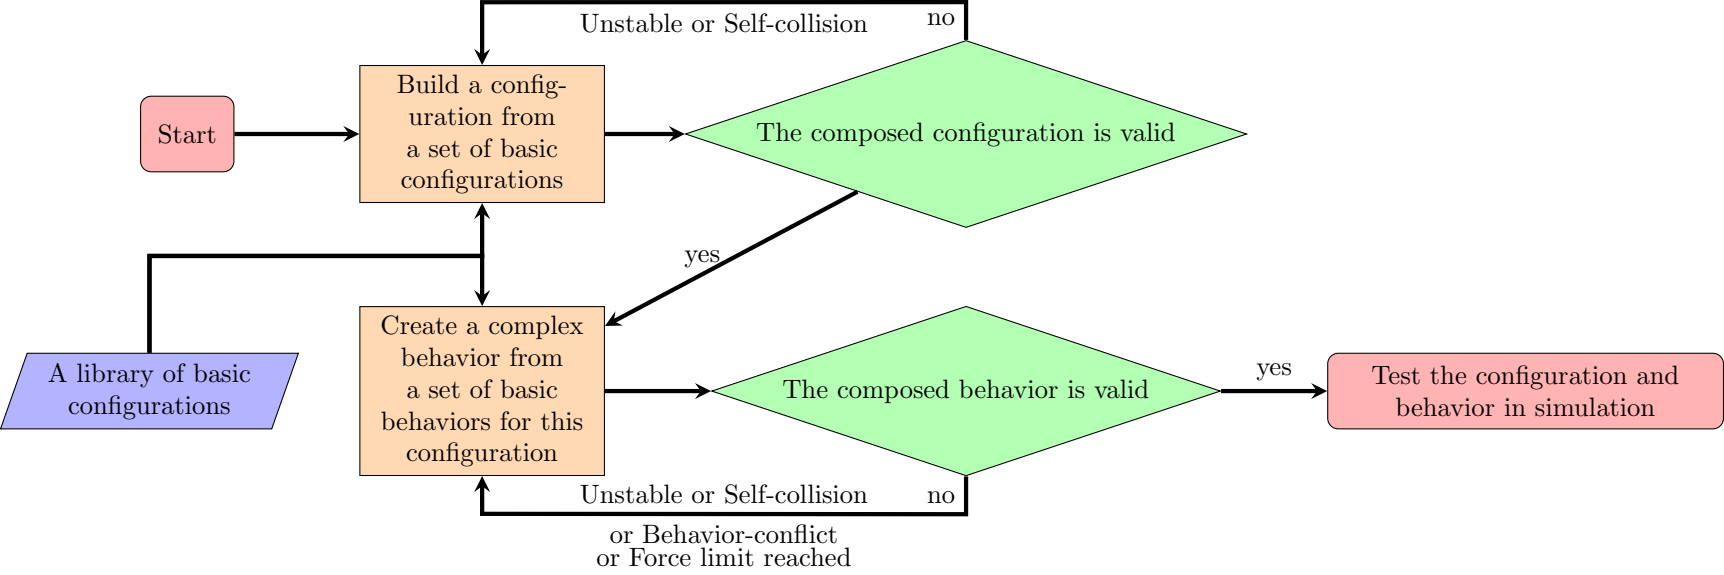 Unstable or Self-collision
no
Start
Build a config-
uration from
a set of basic
configurations
The composed configuration is valid
yes
A library of basic
configurations
Create a complex
behavior from
a set of basic
behaviors for this
configuration
The composed behavior is valid
yes
Test the configuration and
behavior in simulation
Unstable or Self-collision
no
or Behavior-conflict
or Force limit reached